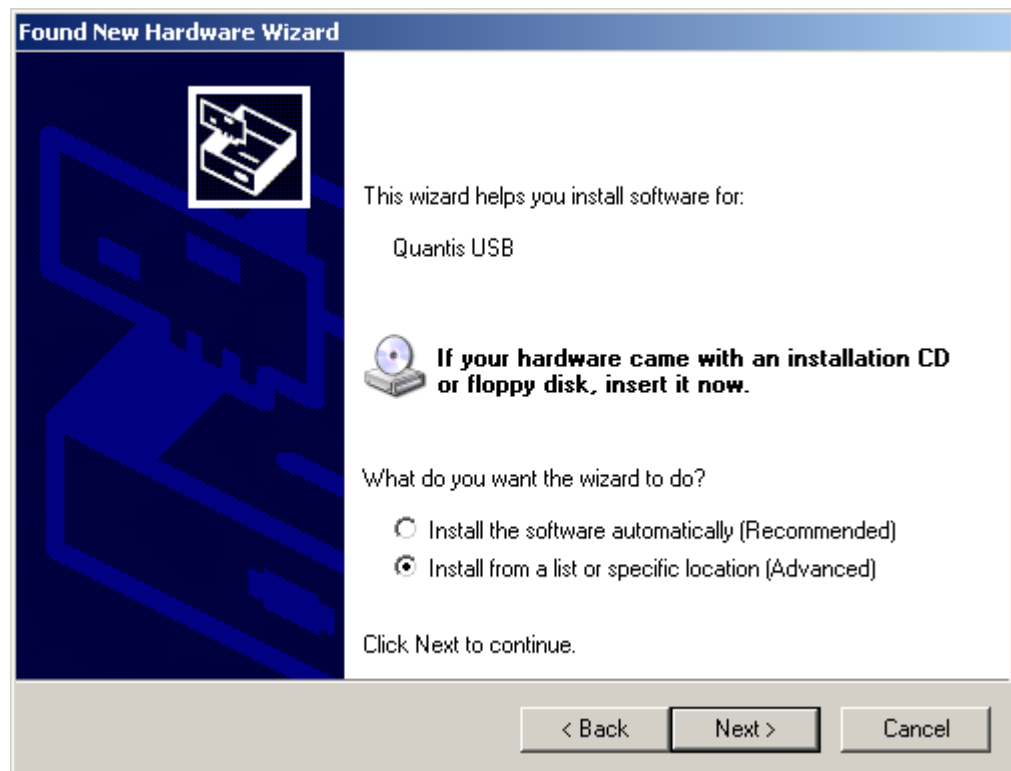 Found New Hardware Wizard
This wizard helps you install software for:
Quantis USB
If your hardware came with an installation CD
or floppy disk, insert it now.
What do you want the wizard to do?
Install the software automatically (Recommended)
Install from a list or specific location (Advanced)
Click Next to continue.
< Back
Next >
Cancel